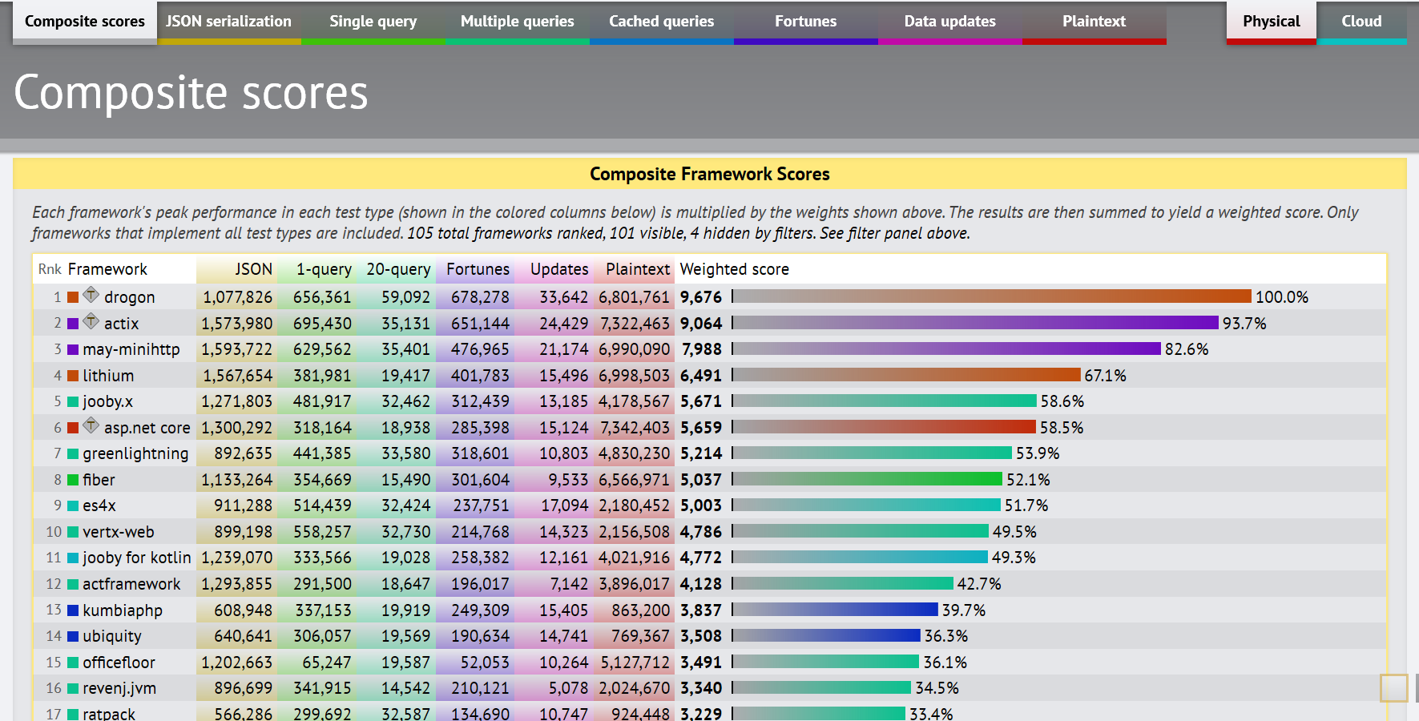 Composite scores JSON serialization Single query Multiple queries Cached queries Fortunes Data updates Plaintext Physical Cloud
Composite scores
Composite Framework Scores
Each framework's peak performance in each test type (shown in the colored columns below) is multiplied by the weights shown above. The results are then summed to yield a weighted score. Only
frameworks that implement all test types are included. 105 total frameworks ranked, 101 visible, 4 hidden by filters. See filter panel above.
Rnk Framework JSON 1-query 20-query Fortunes Updates Plaintext Weighted score
1 T drogon 1,077,826 656,361 59,092 678,278 33,642 6,801,761 9,676 100.0%
2 T actix 1,573,980 695,430 35,131 651,144 24,429 7,322,463 9,064 93.7%
3 may-minihttp 1,593,722 629,562 35,401 476,965 21,174 6,990,090 7,988 82.6%
4 lithium 1,567,654 381,981 19,417 401,783 15,496 6,998,503 6,491 67.1%
5 jooby.x 1,271,803 481,917 32,462 312,439 13,185 4,178,567 5,671 58.6%
6 T asp.net core 1,300,292 318,164 18,938 285,398 15,124 7,342,403 5,659 58.5%
7 greenlightning 892,635 441,385 33,580 318,601 10,803 4,830,230 5,214 53.9%
8 fiber 1,133,264 354,669 15,490 301,604 9,533 6,566,971 5,037 52.1%
9 es4x 911,288 514,439 32,424 237,751 17,094 2,180,452 5,003 51.7%
10 vertx-web 899,198 558,257 32,730 214,768 14,323 2,156,508 4,786 49.5%
11 jooby for kotlin 1,239,070 333,566 19,028 258,382 12,161 4,021,916 4,772 49.3%
12 actframework 1,293,855 291,500 18,647 196,017 7,142 3,896,017 4,128 42.7%
13 kumbiaphp 608,948 337,153 19,919 249,309 15,405 863,200 3,837 39.7%
14 ubiquity 640,641 306,057 19,569 190,634 14,741 769,367 3,508 36.3%
15 officefloor 1,202,663 65,247 19,587 52,053 10,264 5,127,712 3,491 36.1%
16 revenj.jvm 896,699 341,915 14,542 210,121 5,078 2,024,670 3,340 34.5%
17 ratpack 566,286 299,692 32,587 134,690 10,747 924,448 3,229 33.4%